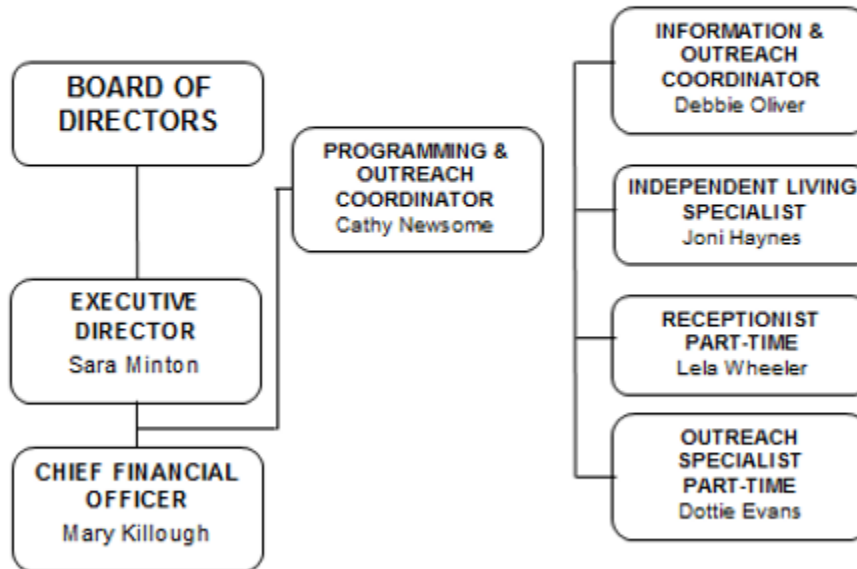 BOARD OF
DIRECTORS
EXECUTIVE
DIRECTOR
Sara Minton
CHIEF FINANCIAL
OFFICER
Mary Killough
PROGRAMMING &
OUTREACH
COORDINATOR
Cathy Newsome
INFORMATION &
OUTREACH
COORDINATOR
Debbie Oliver
INDEPENDENT LIVING
SPECIALIST
Joni Haynes
RECEPTIONIST
PART-TIME
Lela Wheeler
OUTREACH
SPECIALIST
PART-TIME
Dottie Evans